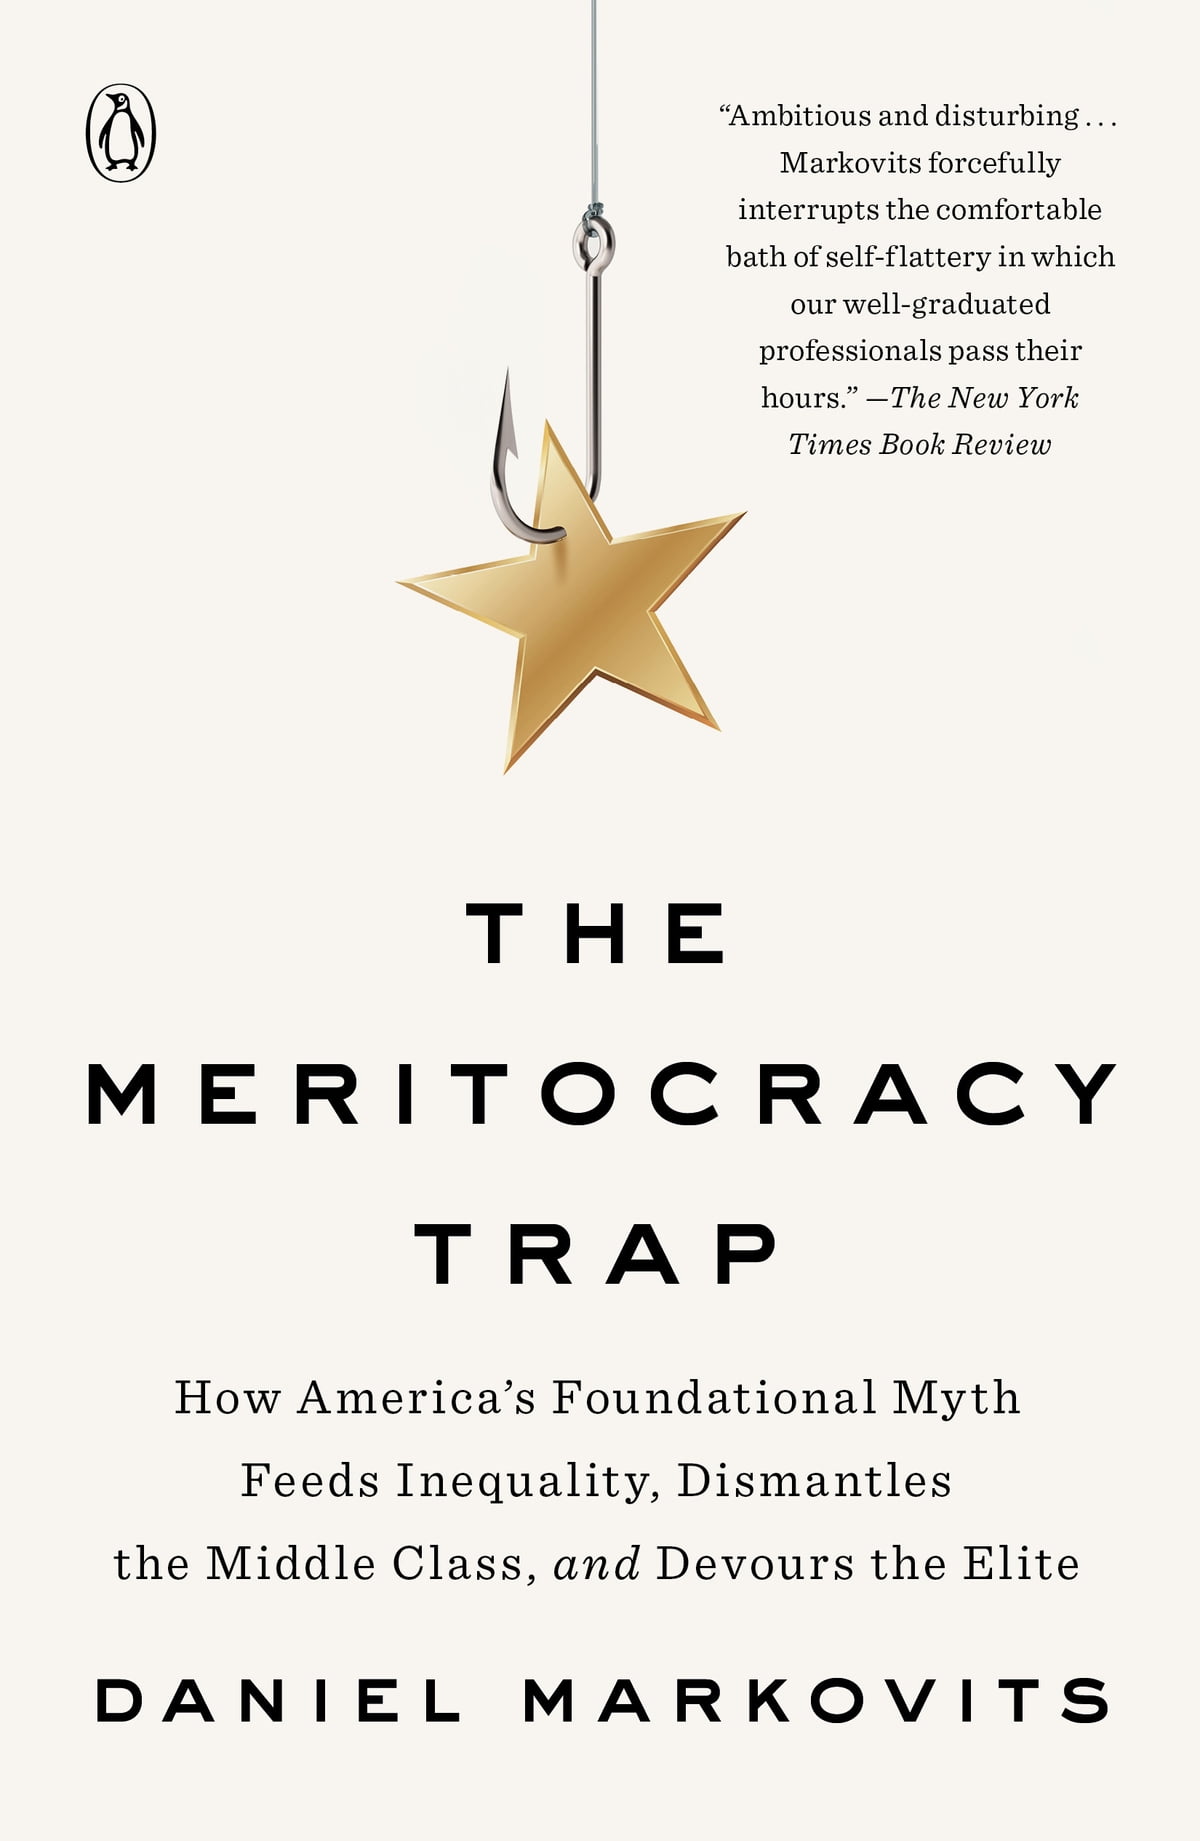 “Ambitious and disturbing . . .
Markovits forcefully
interrupts the comfortable
bath of self-flattery in which
our well-graduated
professionals pass their
hours.” —The New York
Times Book Review
THE
MERITOCRACY
TRAP
How America’s Foundational Myth
Feeds Inequality, Dismantles
the Middle Class, and Devours the Elite
DANIEL MARKOVITS